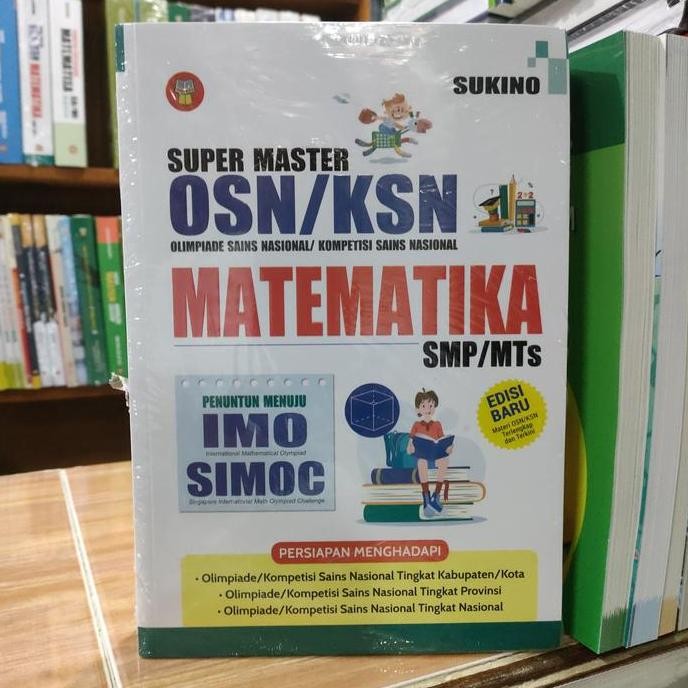 SUKINO
SUPER MASTER
OSN/KSN
OLIMPIADE SAINS NASIONAL/ KOMPETISI SAINS NASIONAL
MATEMATIKA
SMP/MTs
PENUNTUN MENUJU
IMO
International Mathematical Olympiad
SIMOC
Singapore International Math Olympiad Challenge
EDISI
BARU
Materi OSN/KSN
Terlengkap
dan Terkini
PERSIAPAN MENGHADAPI
• Olimpiade/Kompetisi Sains Nasional Tingkat Kabupaten/Kota
• Olimpiade/Kompetisi Sains Nasional Tingkat Provinsi
• Olimpiade/Kompetisi Sains Nasional Tingkat Nasional